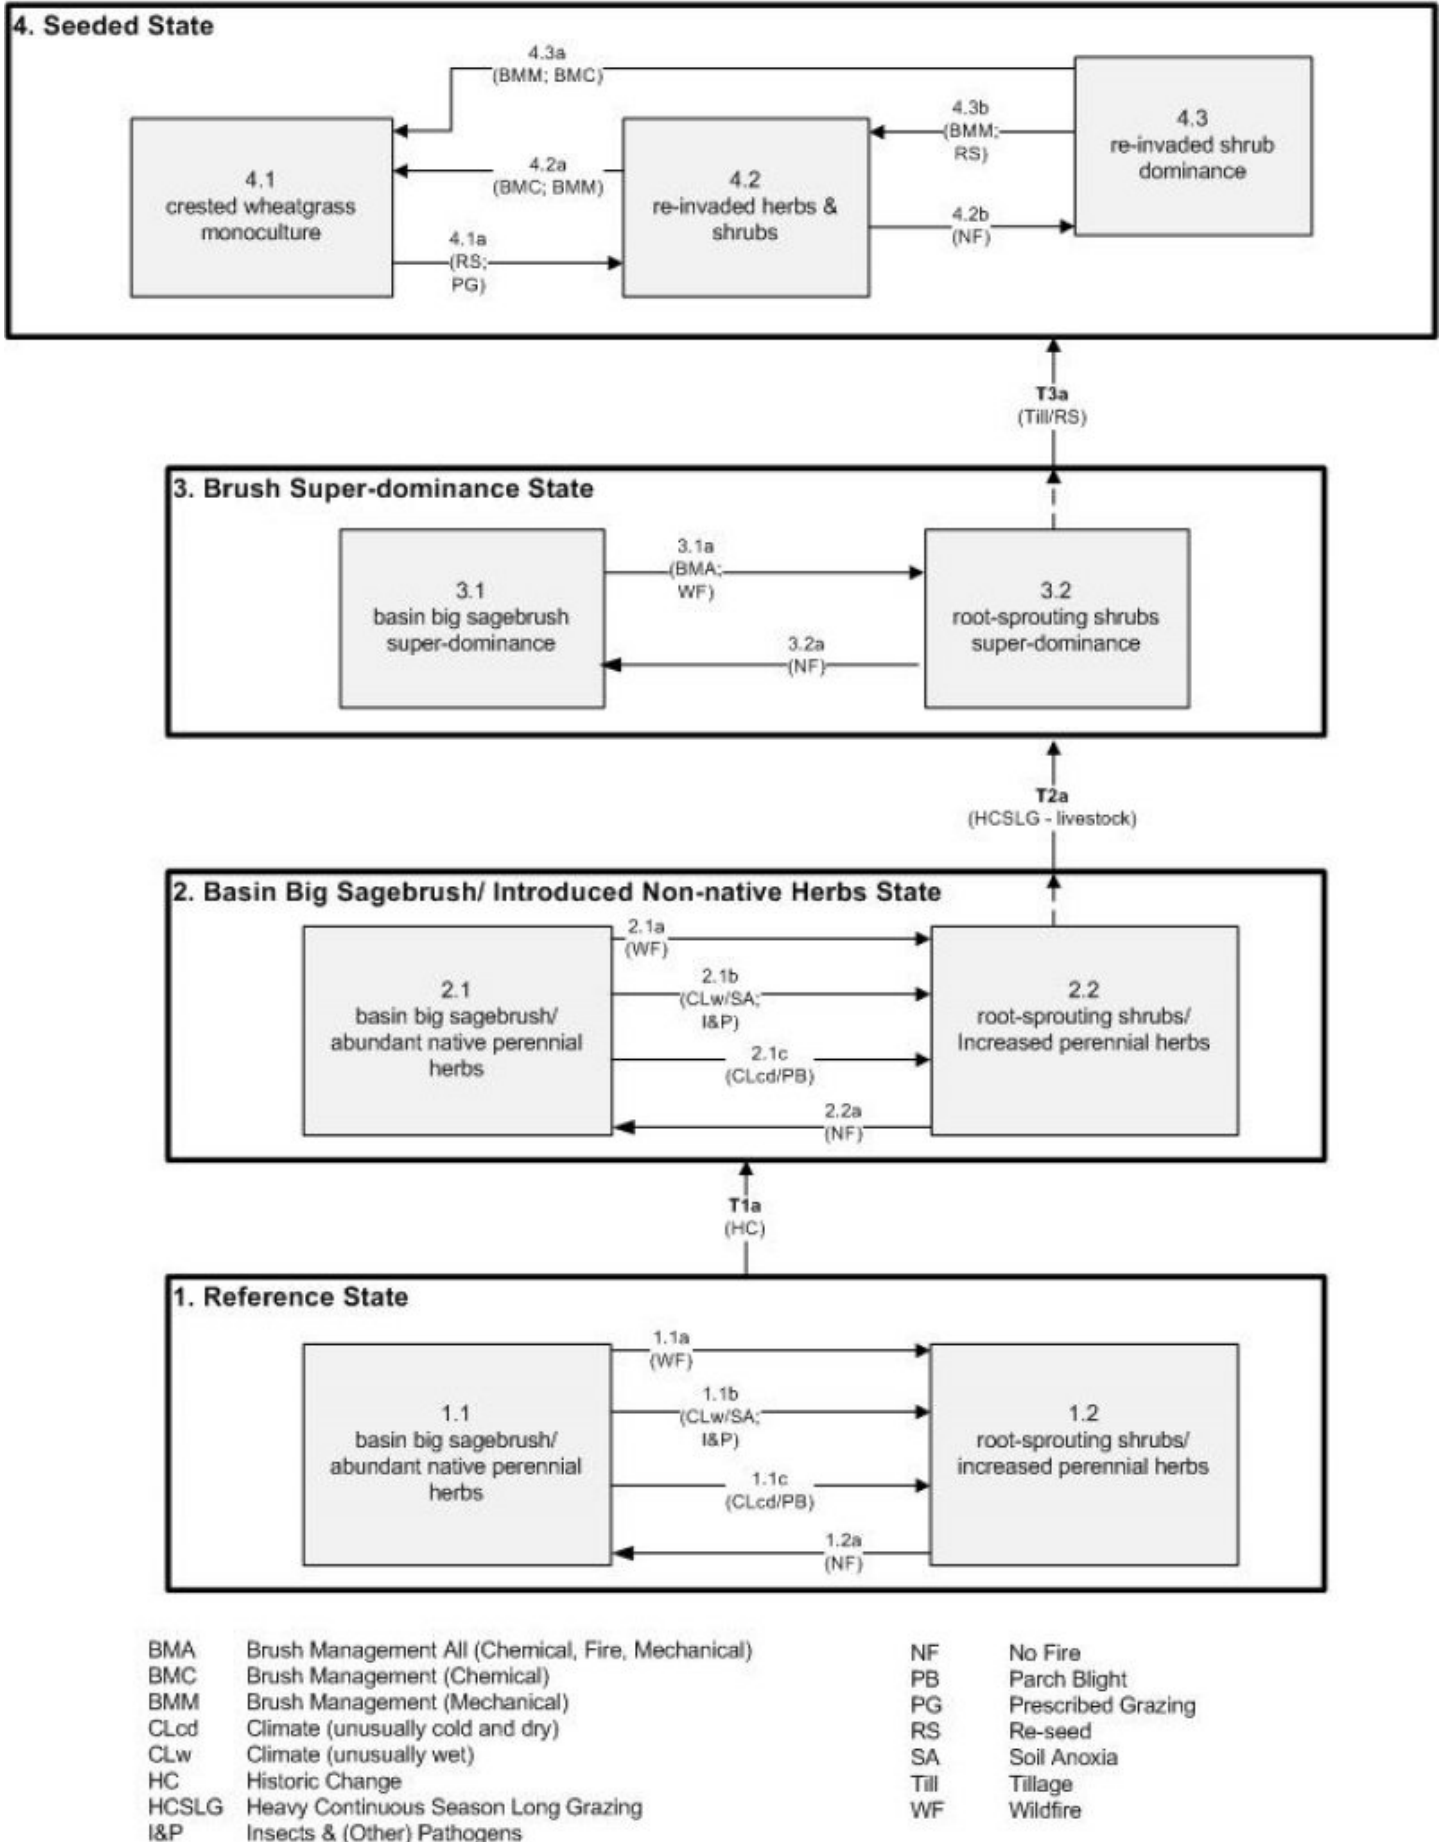 4. Seeded State
4.3a
(BMM; BMC)
4.3b
(BMM;
RS)
4.3
re-invaded shrub
dominance
4.1
crested wheatgrass
monoculture
4.2a
(BMC; BMM)
4.2
re-invaded herbs &
shrubs
4.1a
(RS;
PG)
4.2b
(NF)
T3a
(Till/RS)
3. Brush Super-dominance State
3.1
basin big sagebrush
super-dominance
3.1a
(BMA;
WF)
3.2a
(NF)
3.2
root-sprouting shrubs
super-dominance
T2a
(HCSLG - livestock)
2. Basin Big Sagebrush/ Introduced Non-native Herbs State
2.1
basin big sagebrush/
abundant native perennial
herbs
2.1a
(WF)
2.1b
(CLw/SA;
I&P)
2.1c
(CLcd/PB)
2.2a
(NF)
2.2
root-sprouting shrubs/
Increased perennial herbs
T1a
(HC)
1. Reference State
1.1
basin big sagebrush/
abundant native perennial
herbs
1.1a
(WF)
1.1b
(CLw/SA;
I&P)
1.1c
(CLcd/PB)
1.2a
(NF)
1.2
root-sprouting shrubs/
increased perennial herbs
BMA Brush Management All (Chemical, Fire, Mechanical)
BMC Brush Management (Chemical)
BMM Brush Management (Mechanical)
CLcd Climate (unusually cold and dry)
CLw Climate (unusually wet)
HC Historic Change
HCSLG Heavy Continuous Season Long Grazing
I&P Insects & (Other) Pathogens
NF No Fire
PB Parch Blight
PG Prescribed Grazing
RS Re-seed
SA Soil Anoxia
Till Tillage
WF Wildfire